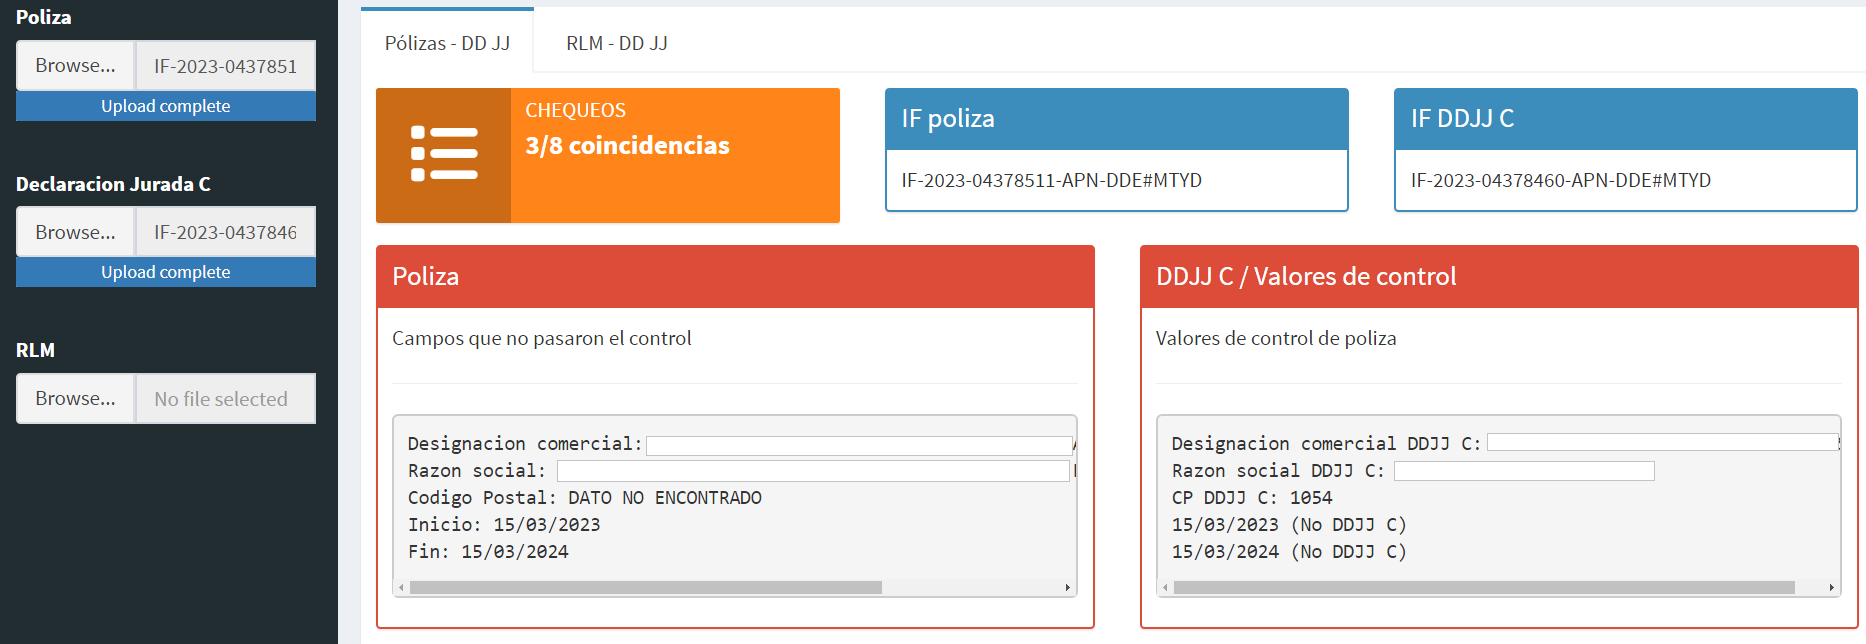 Poliza
Browse... IF-2023-0437851
Upload complete
Declaracion Jurada C
Browse... IF-2023-0437846
Upload complete
RLM
Browse... No file selected
Pólizas - DD JJ
RLM - DD JJ
CHEQUEOS
3/8 coincidencias
IF poliza
IF-2023-04378511-APN-DDE#MTYD
IF DDJJ C
IF-2023-04378460-APN-DDE#MTYD
Poliza
Campos que no pasaron el control
Designacion comercial:
Razon social:
Codigo Postal: DATO NO ENCONTRADO
Inicio: 15/03/2023
Fin: 15/03/2024
DDJJ C / Valores de control
Valores de control de poliza
Designacion comercial DDJJ C:
Razon social DDJJ C:
CP DDJJ C: 1054
15/03/2023 (No DDJJ C)
15/03/2024 (No DDJJ C)